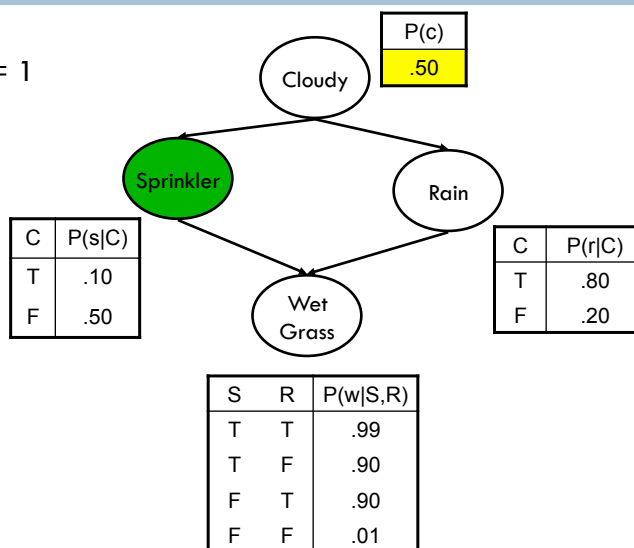 = 1
P(c)
.50
Cloudy
Sprinkler
Rain
C P(s|C)
T .10
F .50
C P(r|C)
T .80
F .20
Wet
Grass
S R P(w|S,R)
T T .99
T F .90
F T .90
F F .01